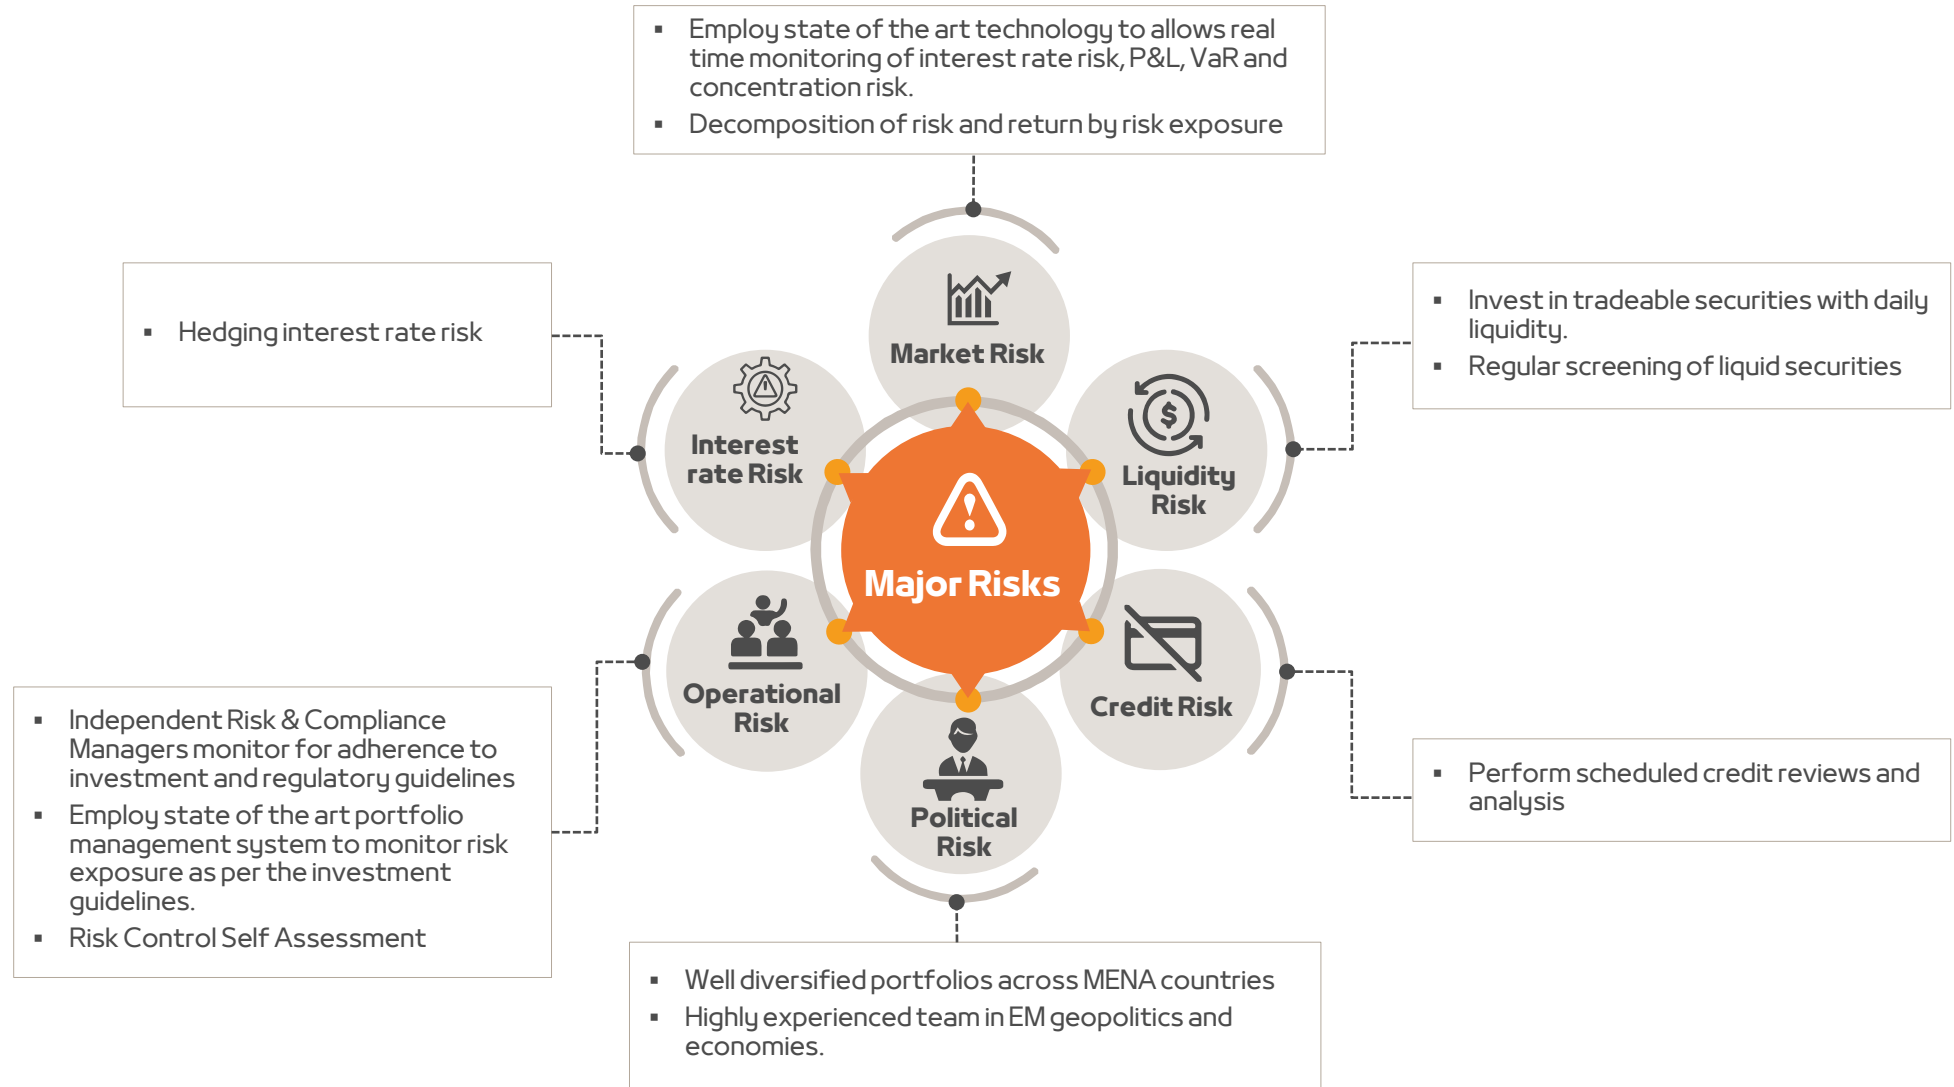 ▪ Employ state of the art technology to allows real
time monitoring of interest rate risk, P&L, VaR and
concentration risk.
▪ Decomposition of risk and return by risk exposure
▪ Hedging interest rate risk
▪ Invest in tradeable securities with daily
liquidity.
▪ Regular screening of liquid securities
Market Risk
Interest
rate Risk
Liquidity
Risk
Major Risks
Operational
Risk
Credit Risk
Political
Risk
▪ Independent Risk & Compliance
Managers monitor for adherence to
investment and regulatory guidelines
▪ Employ state of the art portfolio
management system to monitor risk
exposure as per the investment
guidelines.
▪ Risk Control Self Assessment
▪ Perform scheduled credit reviews and
analysis
▪ Well diversified portfolios across MENA countries
▪ Highly experienced team in EM geopolitics and
economies.